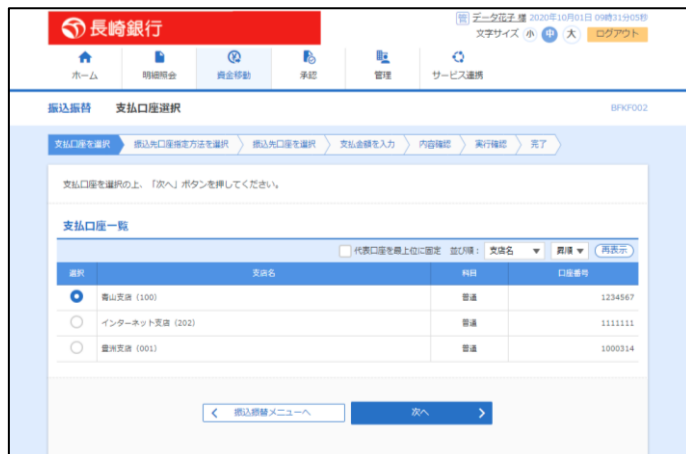 長崎銀行
管 データ花子 様 2020年10月01日 09時31分05秒
文字サイズ 小 中 大 ログアウト
ホーム 明細照会 資金移動 承認 管理 サービス連携
振込振替 支払口座選択 BFKF002
支払口座を選択 振込先口座指定方法を選択 振込先口座を選択 支払金額を入力 内容確認 実行確認 完了
支払口座を選択の上、「次へ」ボタンを押してください。
支払口座一覧
代表口座を最上位に固定 並び順： 支店名 ▼ 昇順 ▼ 再表示
選択 支店名 科目 口座番号
青山支店（100） 普通 1234567
インターネット支店（202） 普通 1111111
豊洲支店（001） 普通 1000314
振込振替メニューへ 次へ